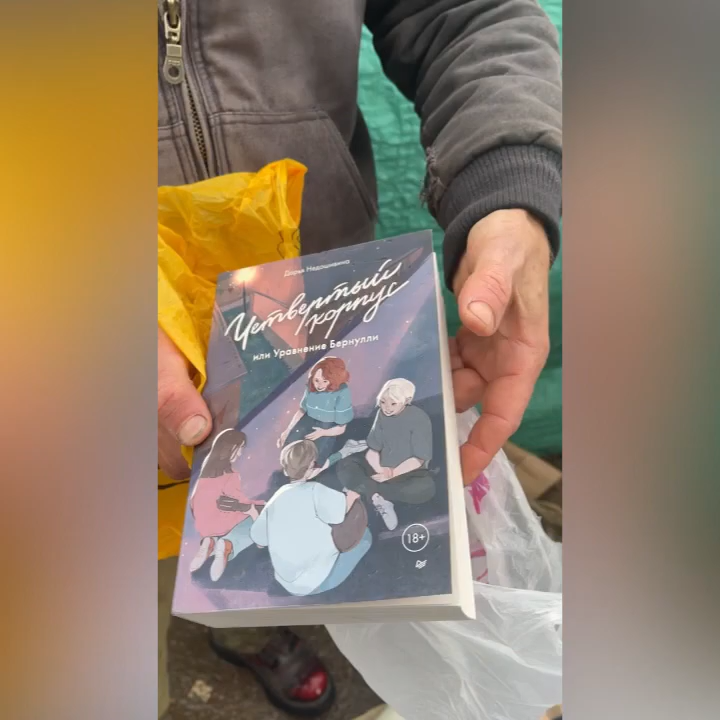 Дарья Недошивина
Четвертый
корпус
или Уравнение Бернулли
18+